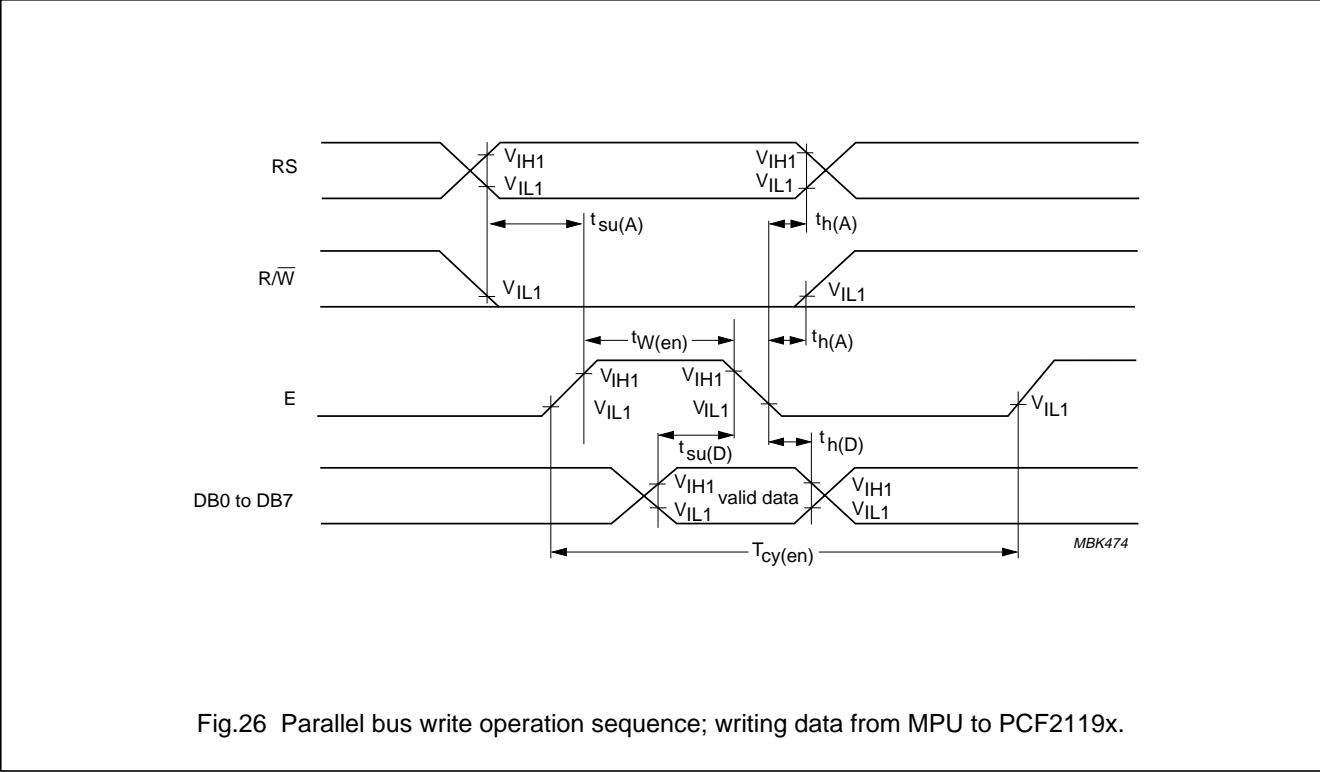 RS
VIH1
VIL1
VIH1
VIL1
tsu(A)
th(A)
R/W̅
VIL1
VIL1
tW(en)
th(A)
E
VIH1
VIL1
VIH1
VIL1
VIL1
tsu(D)
th(D)
DB0 to DB7
VIH1
VIL1
valid data
VIH1
VIL1
Tcy(en)
MBK474
Fig.26 Parallel bus write operation sequence; writing data from MPU to PCF2119x.